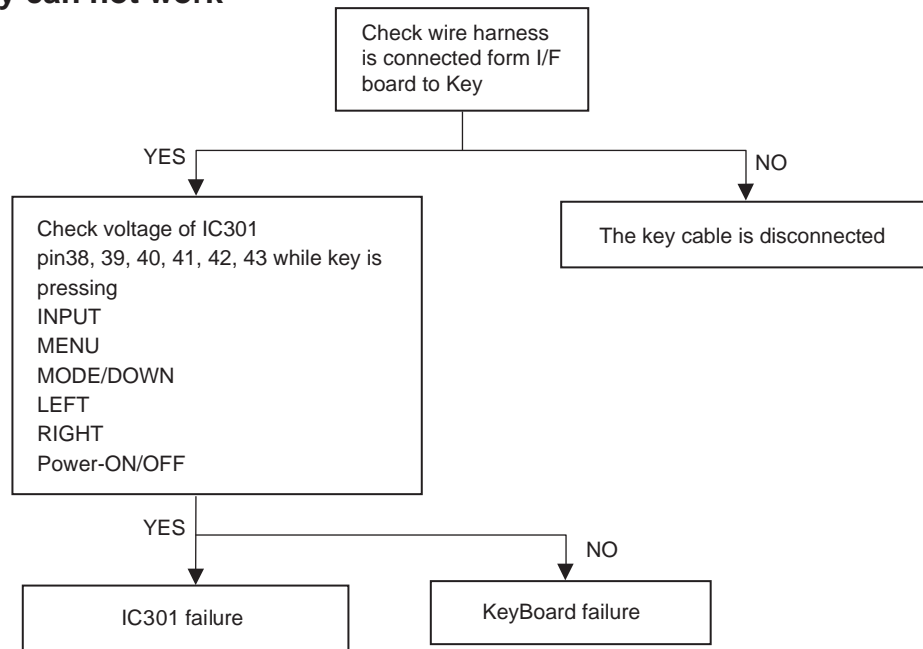 can not work
Check wire harness
is connected form I/F
board to Key
YES
NO
Check voltage of IC301
pin38, 39, 40, 41, 42, 43 while key is
pressing
INPUT
MENU
MODE/DOWN
LEFT
RIGHT
Power-ON/OFF
The key cable is disconnected
YES
NO
IC301 failure
KeyBoard failure